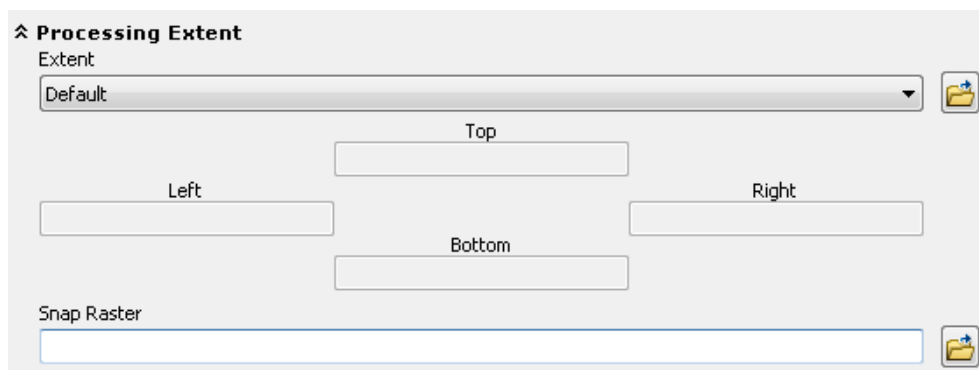 Processing Extent
Extent
Default
Top
Left
Right
Bottom
Snap Raster